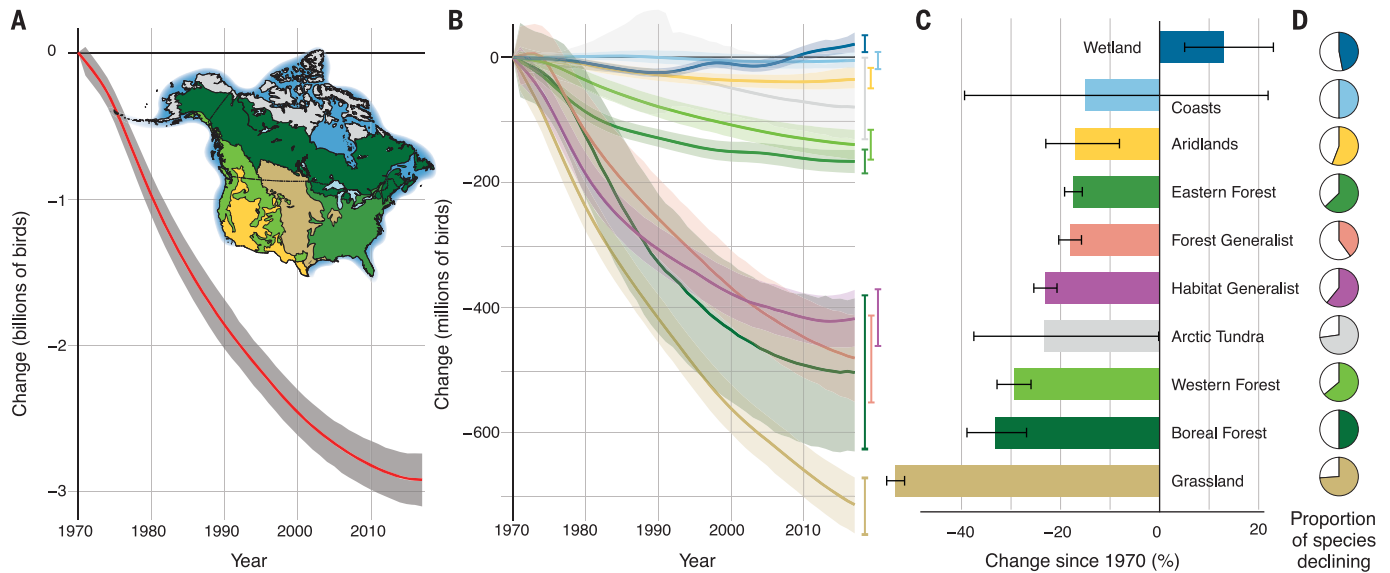 A
0
−1
−2
−3
Change (billions of birds)
1970
1980
1990
2000
2010
Year
B
0
−200
−400
−600
Change (millions of birds)
1970
1980
1990
2000
2010
Year
C
Wetland
Coasts
Aridlands
Eastern Forest
Forest Generalist
Habitat Generalist
Arctic Tundra
Western Forest
Boreal Forest
Grassland
−40
−20
0
20
Change since 1970 (%)
D
Proportion
of species
declining